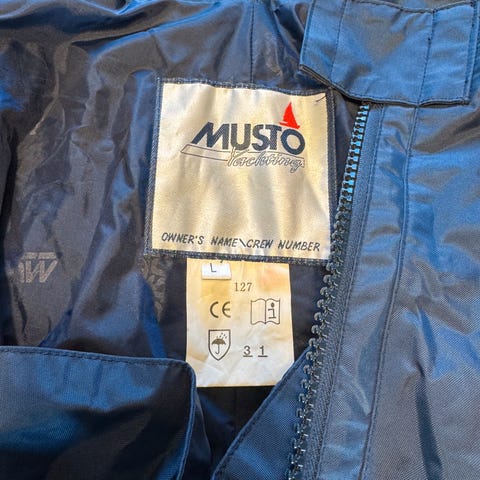 MUSTO
Yachting
OWNER'S NAME\CREW NUMBER
L
127
CE
3 1